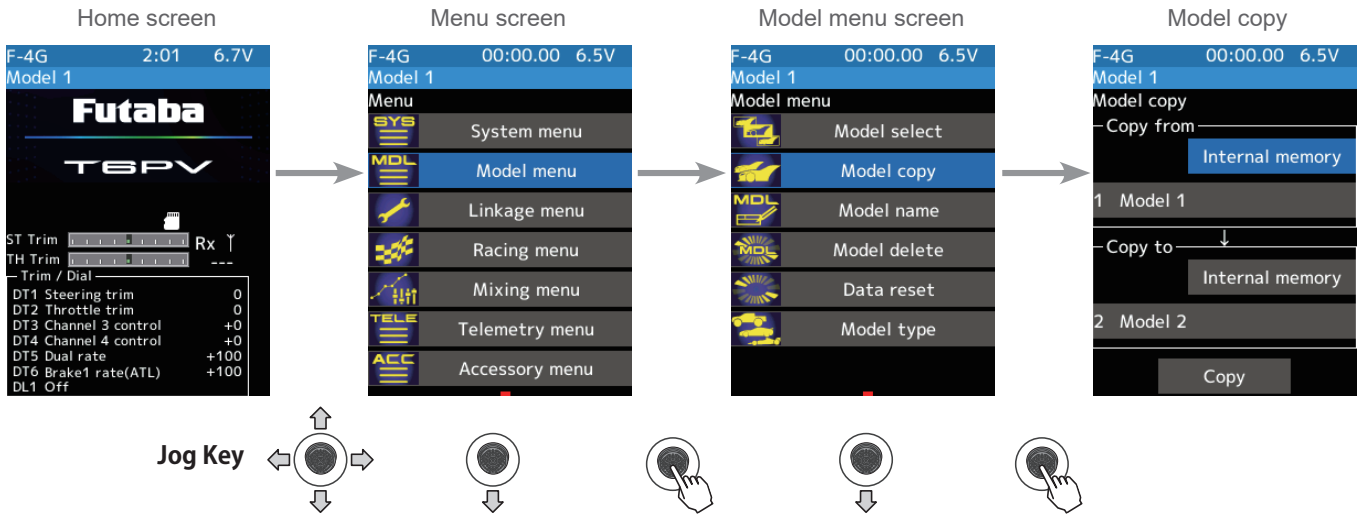 Home screen
Menu screen
Model menu screen
Model copy
F-4G 2:01 6.7V
Model 1
Futaba
T6PV
ST Trim
Rx
TH Trim
---
Trim / Dial
DT1 Steering trim 0
DT2 Throttle trim 0
DT3 Channel 3 control +0
DT4 Channel 4 control +0
DT5 Dual rate +100
DT6 Brake1 rate(ATL) +100
DL1 Off
F-4G 00:00.00 6.5V
Model 1
Menu
SYS System menu
MDL Model menu
Linkage menu
Racing menu
Mixing menu
TELE Telemetry menu
ACC Accessory menu
F-4G 00:00.00 6.5V
Model 1
Model menu
Model select
Model copy
MDL Model name
MDL Model delete
Data reset
Model type
F-4G 00:00.00 6.5V
Model 1
Model copy
Copy from
Internal memory
1 Model 1
↓
Copy to
Internal memory
2 Model 2
Copy
Jog Key